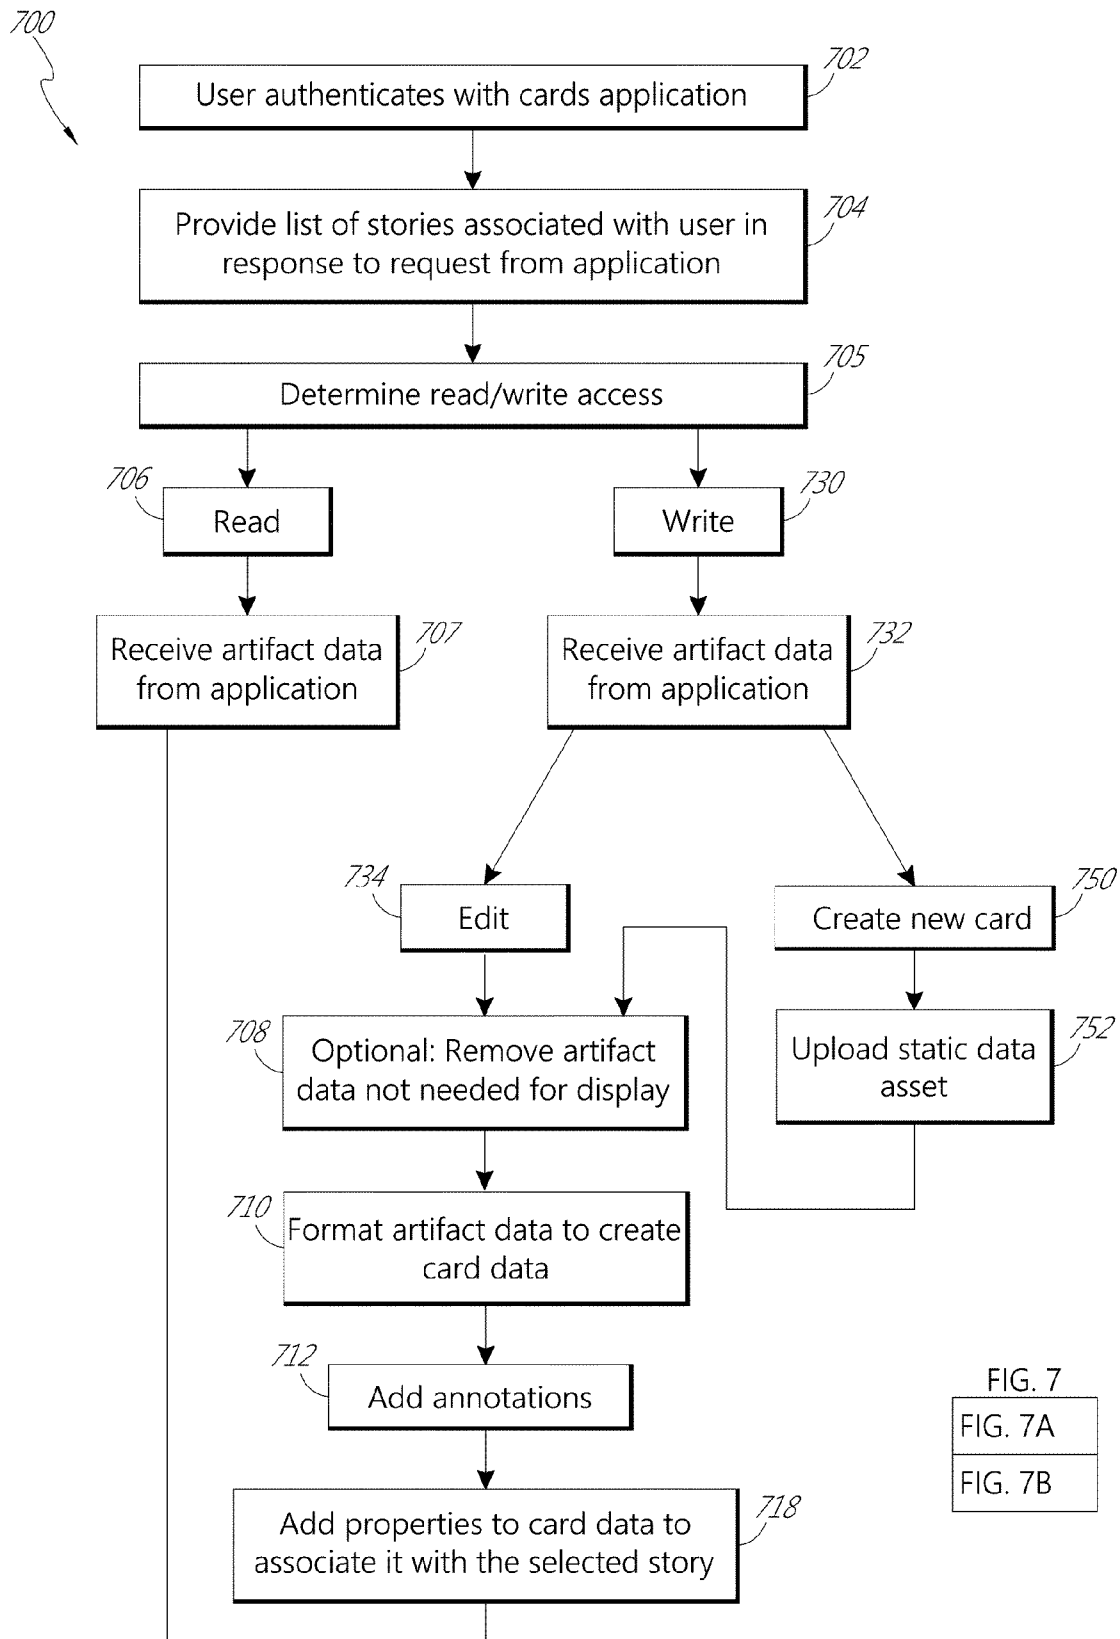 700
702
User authenticates with cards application
704
Provide list of stories associated with user in
response to request from application
705
Determine read/write access
706
Read
730
Write
707
Receive artifact data
from application
732
Receive artifact data
from application
734
Edit
750
Create new card
708
Optional: Remove artifact
data not needed for display
752
Upload static data
asset
710
Format artifact data to create
card data
712
Add annotations
718
Add properties to card data to
associate it with the selected story
FIG. 7
FIG. 7A
FIG. 7B